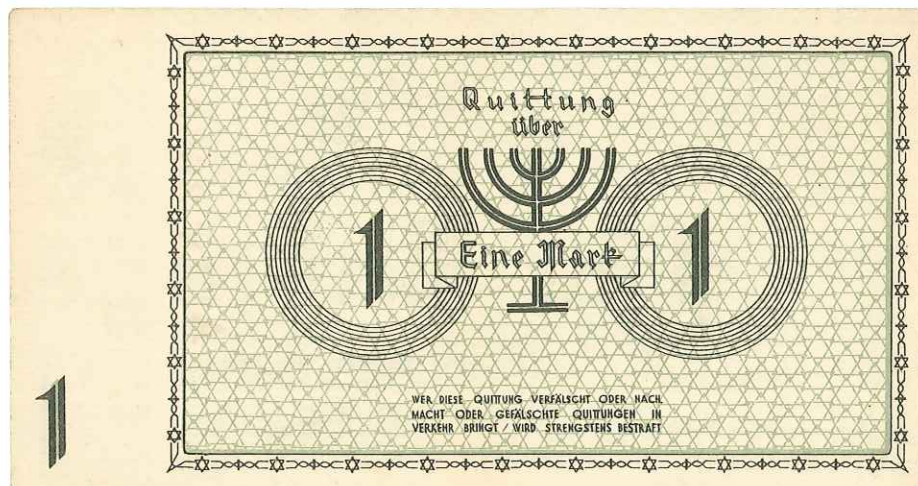 Quittung
über
1
Eine Mark
1
WER DIESE QUITTUNG VERFÄLSCHT ODER NACH,
MACHT ODER GEFÄLSCHTE QUITTUNGEN IN
VERKEHR BRINGT / WIRD STRENGSTENS BESTRAFT
1